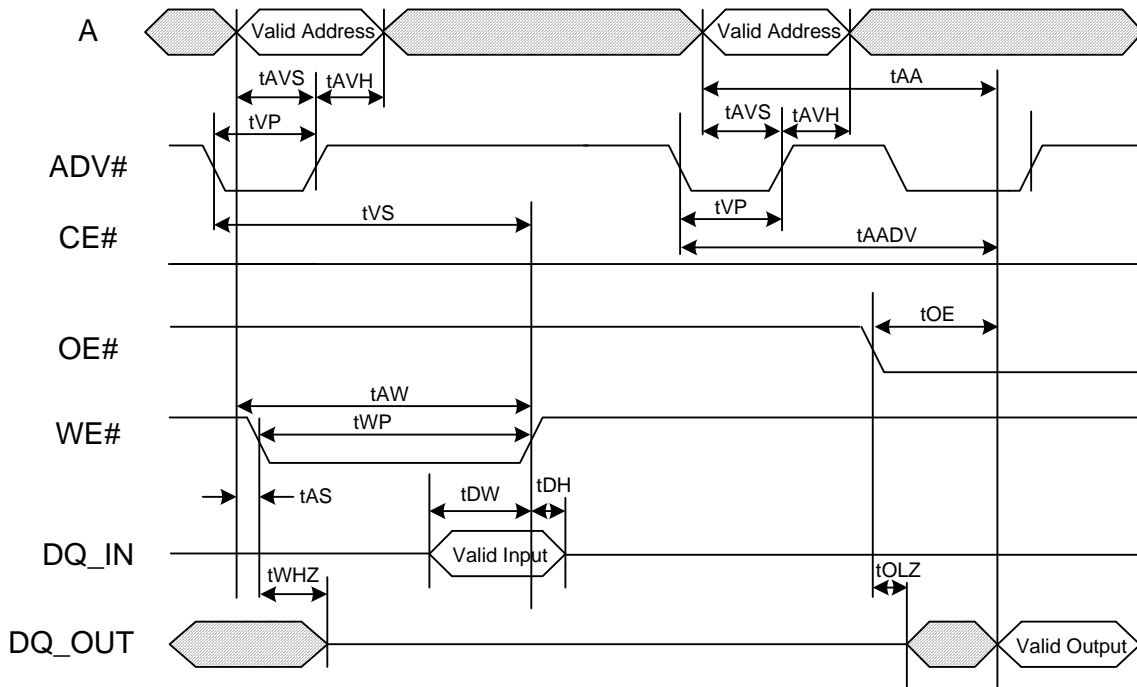 A
Valid Address
Valid Address
tAA
tAVS
tAVH
tAVS
tAVH
tVP
ADV#
tVS
tVP
CE#
tAADV
tOE
OE#
tAW
tWP
WE#
tAS
tDW
tDH
DQ_IN
Valid Input
tWHZ
tOLZ
DQ_OUT
Valid Output